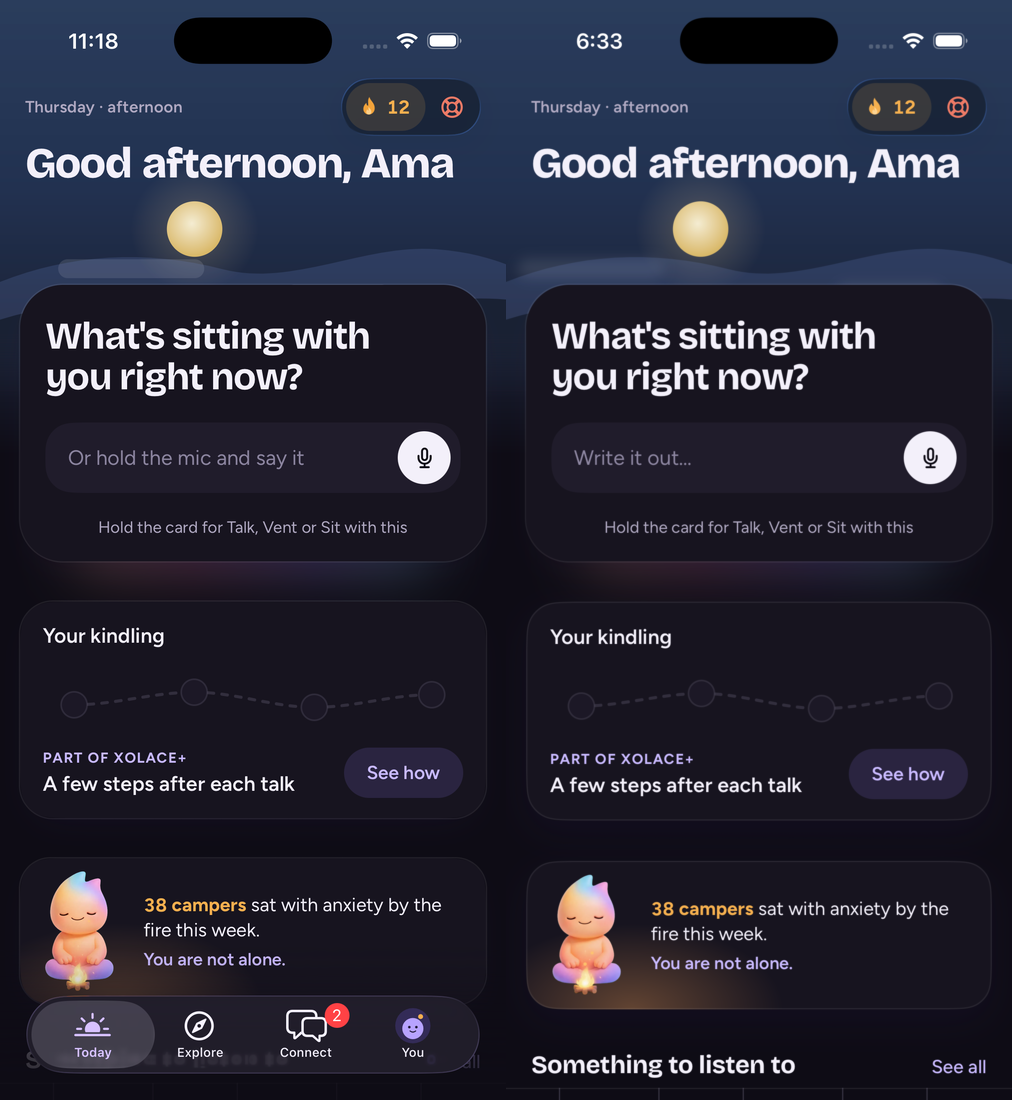 11:18
Thursday · afternoon
12
Good afternoon, Ama
What's sitting with
you right now?
Or hold the mic and say it
Hold the card for Talk, Vent or Sit with this
Your kindling
PART OF XOLACE+
A few steps after each talk
See how
38 campers sat with anxiety by the
fire this week.
You are not alone.
2
Today
Explore
Connect
You
6:33
Thursday · afternoon
12
Good afternoon, Ama
What's sitting with
you right now?
Write it out...
Hold the card for Talk, Vent or Sit with this
Your kindling
PART OF XOLACE+
A few steps after each talk
See how
38 campers sat with anxiety by the
fire this week.
You are not alone.
Something to listen to
See all